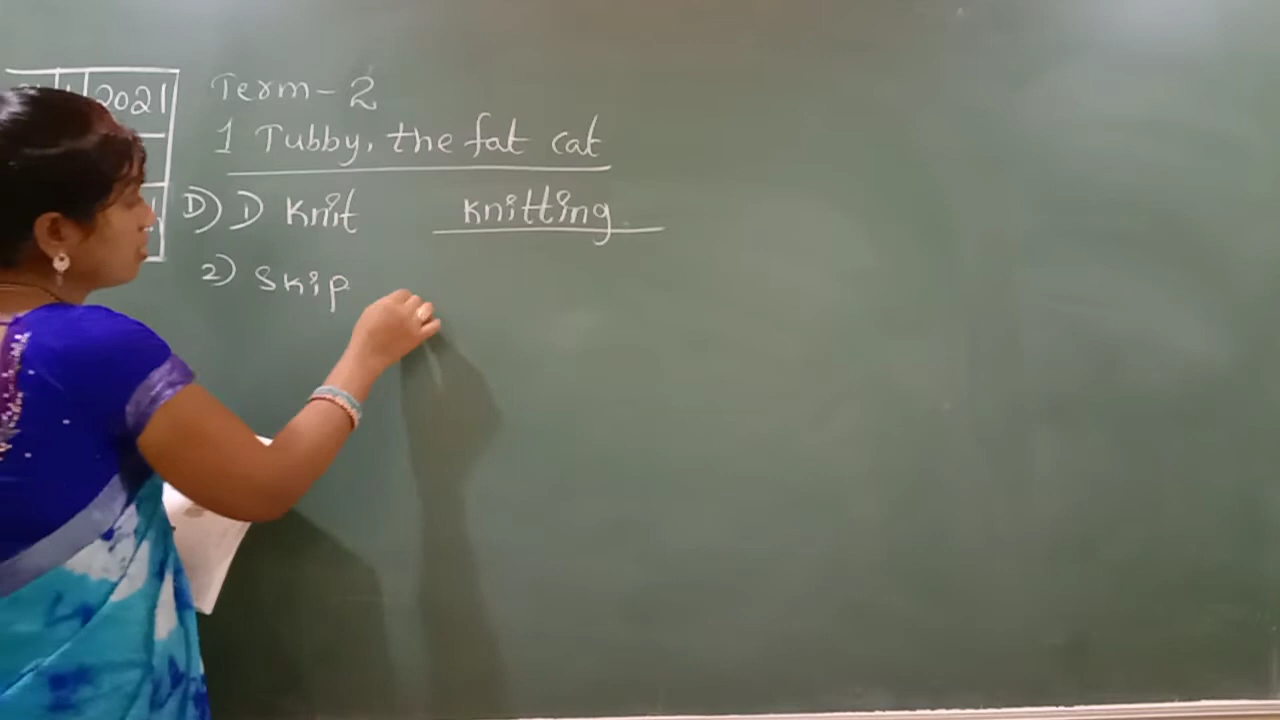 2021
Term - 2
1 Tubby, the fat cat
D) 1) Knit knitting
2) Skip